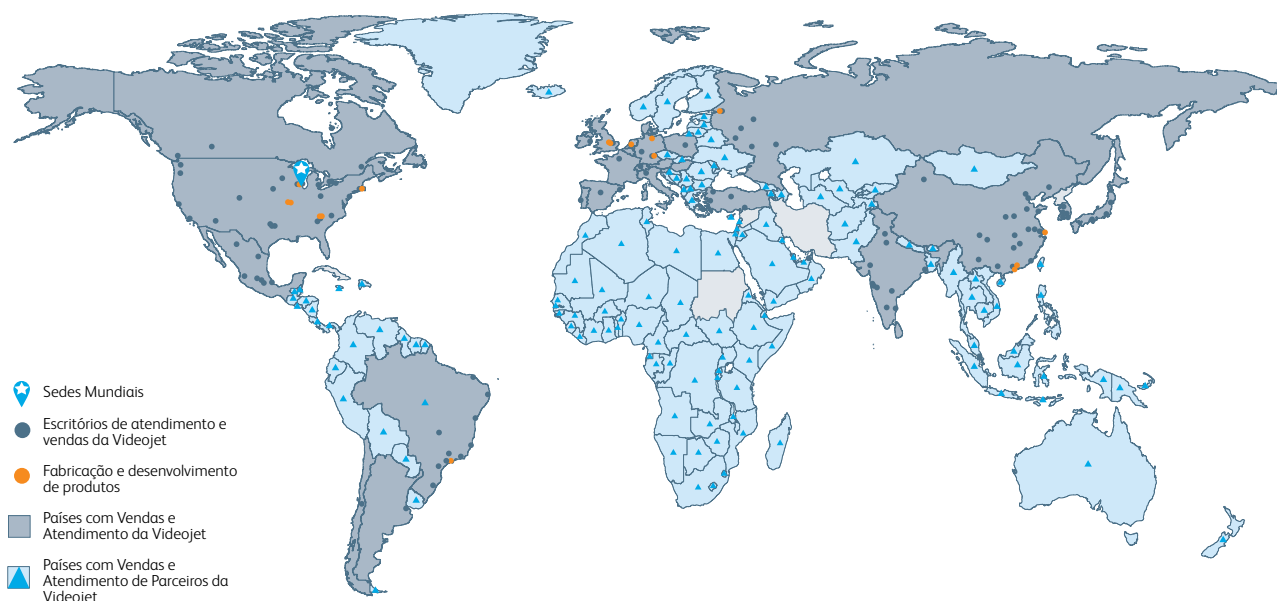 Sedes Mundiais
Escritórios de atendimento e
vendas da Videojet
Fabricação e desenvolvimento
de produtos
Países com Vendas e
Atendimento da Videojet
Países com Vendas e
Atendimento de Parceiros da
Videojet